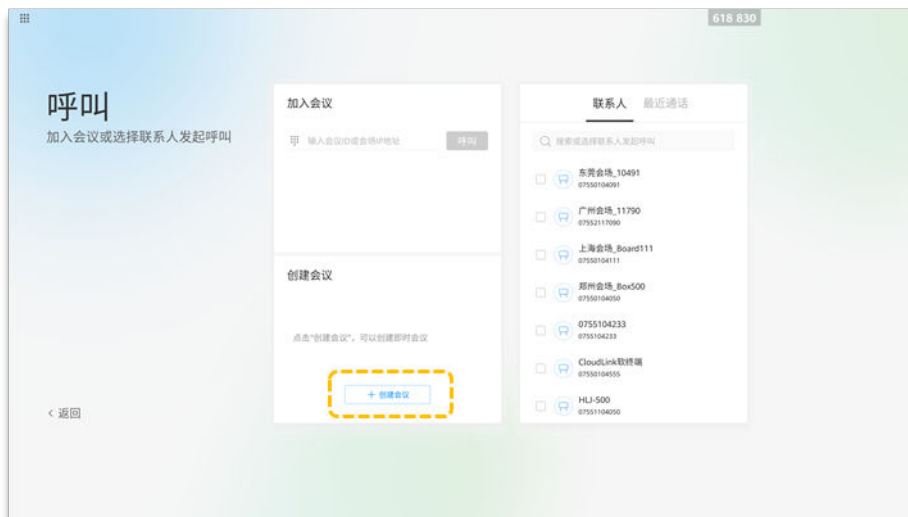 618 830
呼叫
加入会议或选择联系人发起呼叫
加入会议
输入会议ID或会场IP地址
呼叫
创建会议
点击"创建会议"，可以创建即时会议
+ 创建会议
< 返回
联系人 最近通话
搜索或选择联系人发起呼叫
东莞会场_10491
07550104091
广州会场_11790
07552117090
上海会场_Board111
07550104111
郑州会场_Box500
07550104050
0755104233
0755104233
CloudLink软终端
07550104555
HLJ-500
07551104050